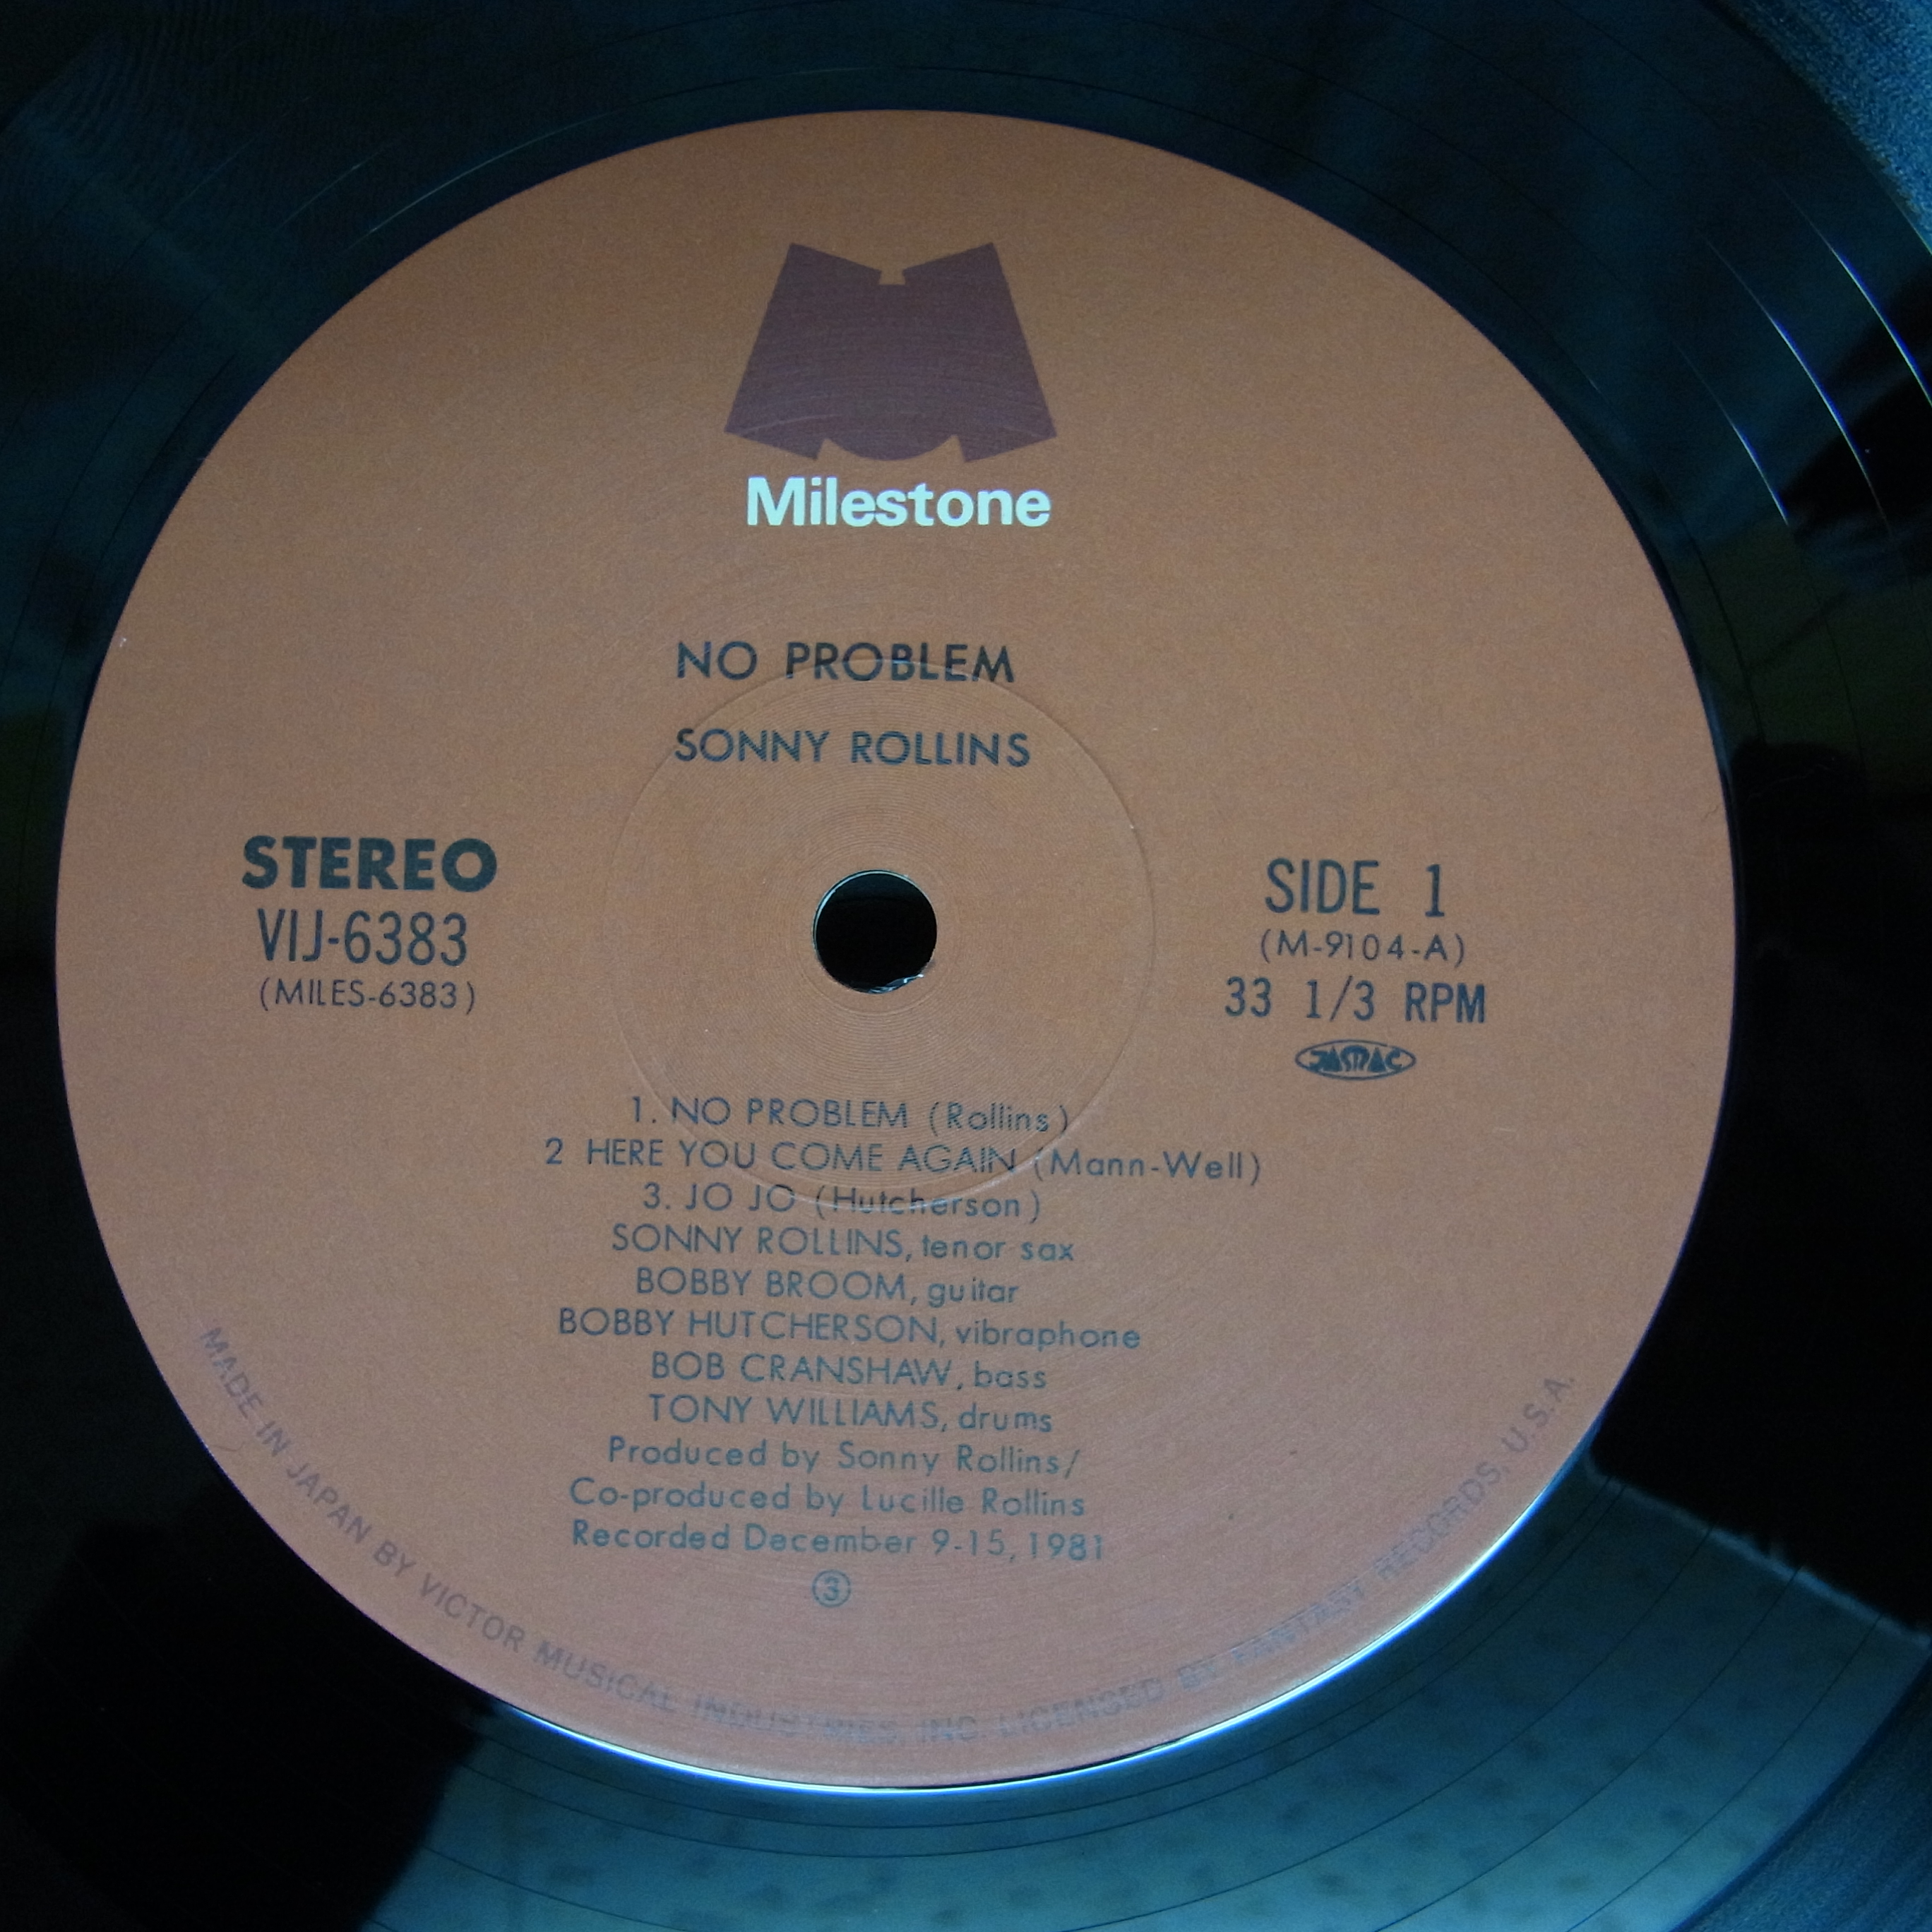 Milestone
NO PROBLEM
SONNY ROLLINS
STEREO
VIJ-6383
(MILES-6383)
SIDE 1
(M-9104-A)
33 1/3 RPM
JASRAC
1. NO PROBLEM (Rollins)
2 HERE YOU COME AGAIN (Mann-Well)
3. JO JO (Hutcherson)
SONNY ROLLINS, tenor sax
BOBBY BROOM, guitar
BOBBY HUTCHERSON, vibraphone
BOB CRANSHAW, bass
TONY WILLIAMS, drums
Produced by Sonny Rollins/
Co-produced by Lucille Rollins
Recorded December 9-15, 1981
③
MADE IN JAPAN BY VICTOR MUSICAL INDUSTRIES, INC. LICENSED BY FANTASY RECORDS, U.S.A.